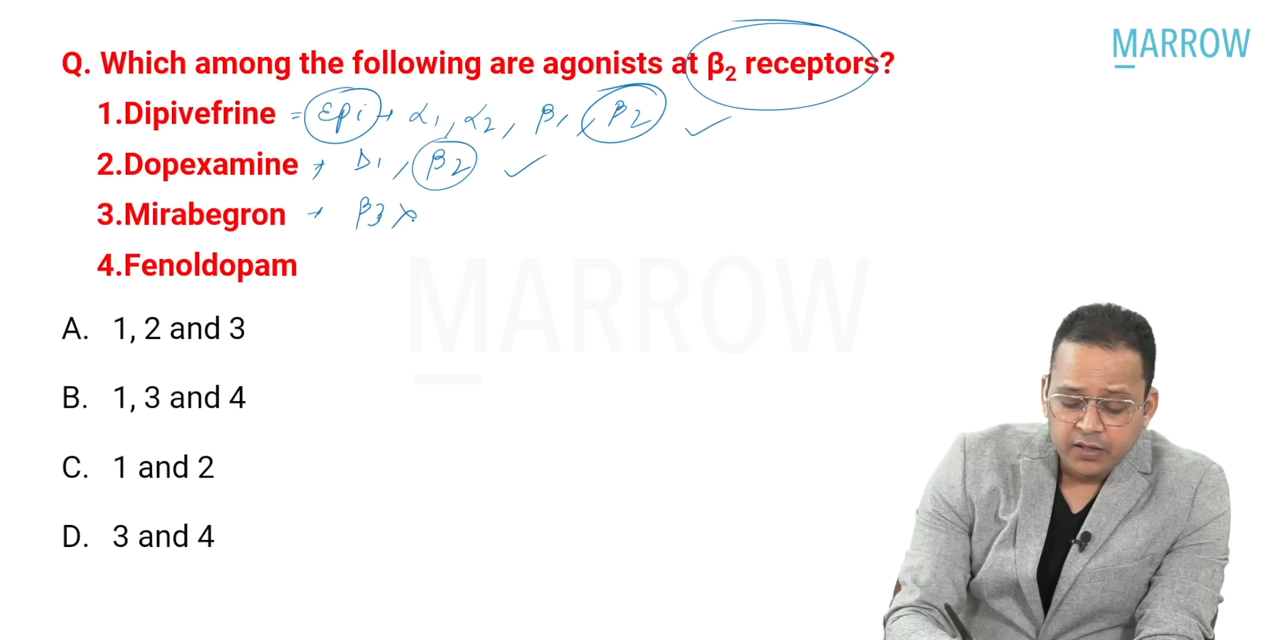 MARROW
Q. Which among the following are agonists at β₂ receptors?
1.Dipivefrine = Epi → α₁, α₂, β₁, β₂ ✓
2.Dopexamine → D₁, β₂ ✓
3.Mirabegron → β3 ×
4.Fenoldopam
MARROW
A. 1, 2 and 3
B. 1, 3 and 4
C. 1 and 2
D. 3 and 4